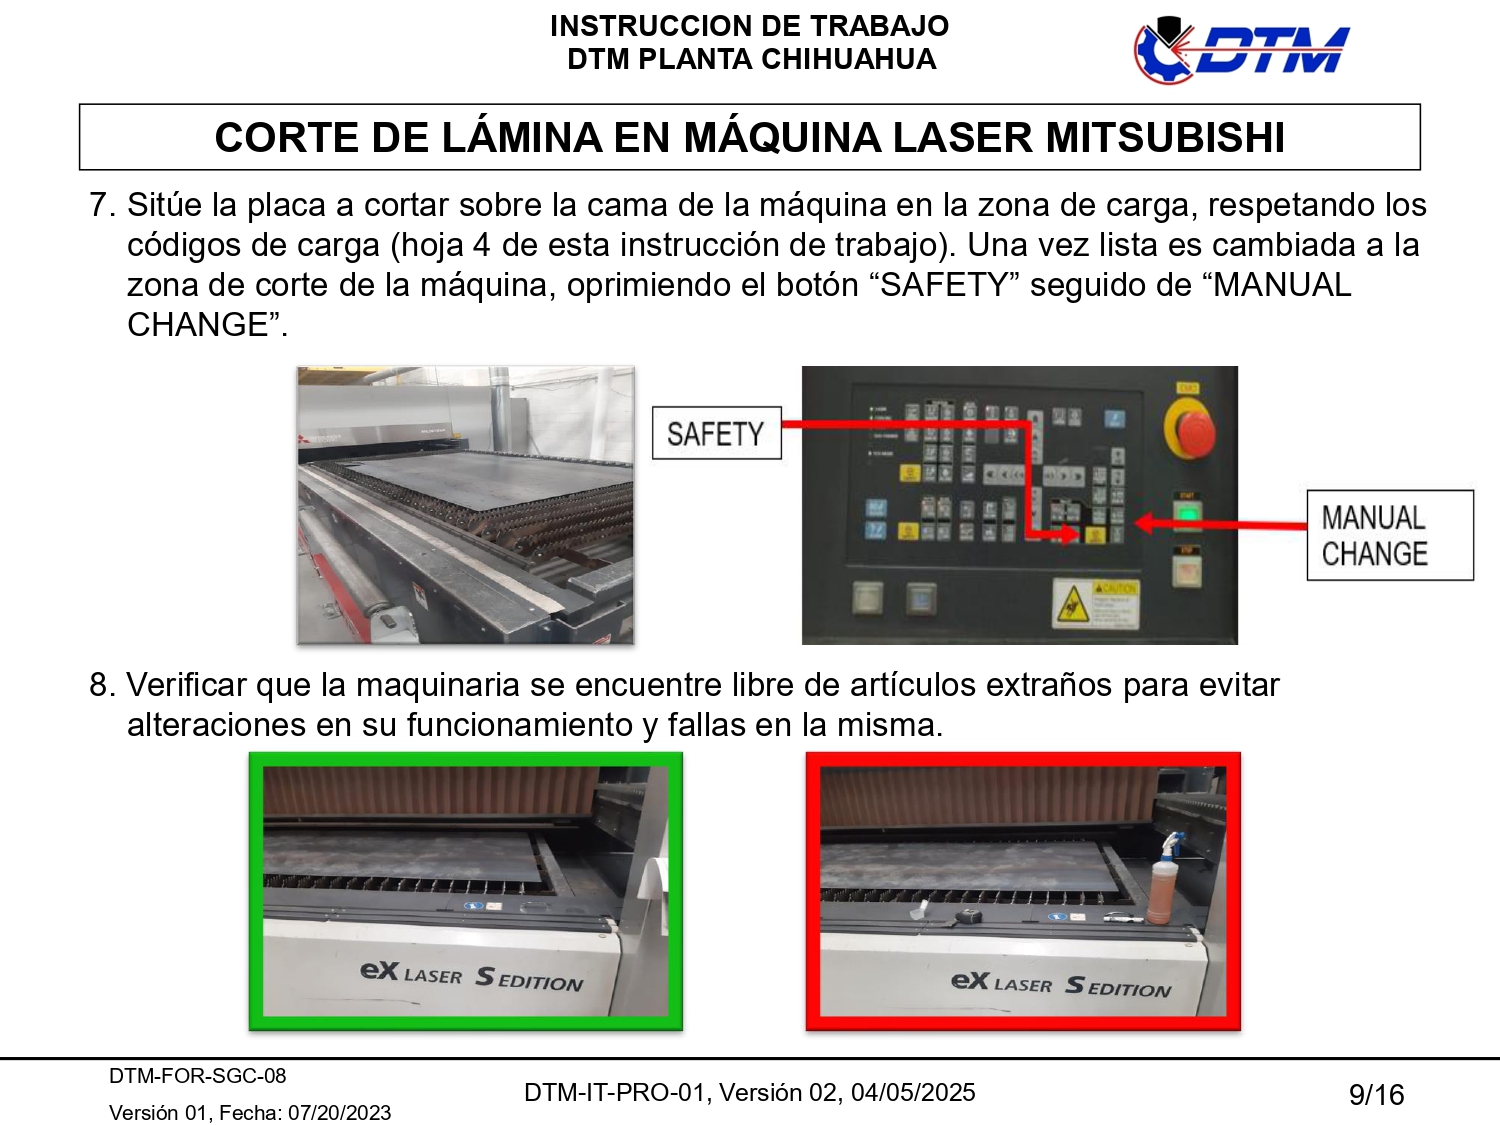 INSTRUCCION DE TRABAJO
DTM PLANTA CHIHUAHUA
DTM
CORTE DE LÁMINA EN MÁQUINA LASER MITSUBISHI
7. Sitúe la placa a cortar sobre la cama de la máquina en la zona de carga, respetando los
códigos de carga (hoja 4 de esta instrucción de trabajo). Una vez lista es cambiada a la
zona de corte de la máquina, oprimiendo el botón “SAFETY” seguido de “MANUAL
CHANGE”.
SAFETY
MANUAL
CHANGE
START
STOP
CAUTION
8. Verificar que la maquinaria se encuentre libre de artículos extraños para evitar
alteraciones en su funcionamiento y fallas en la misma.
eX LASER S EDITION
eX LASER S EDITION
DTM-FOR-SGC-08
Versión 01, Fecha: 07/20/2023
DTM-IT-PRO-01, Versión 02, 04/05/2025
9/16